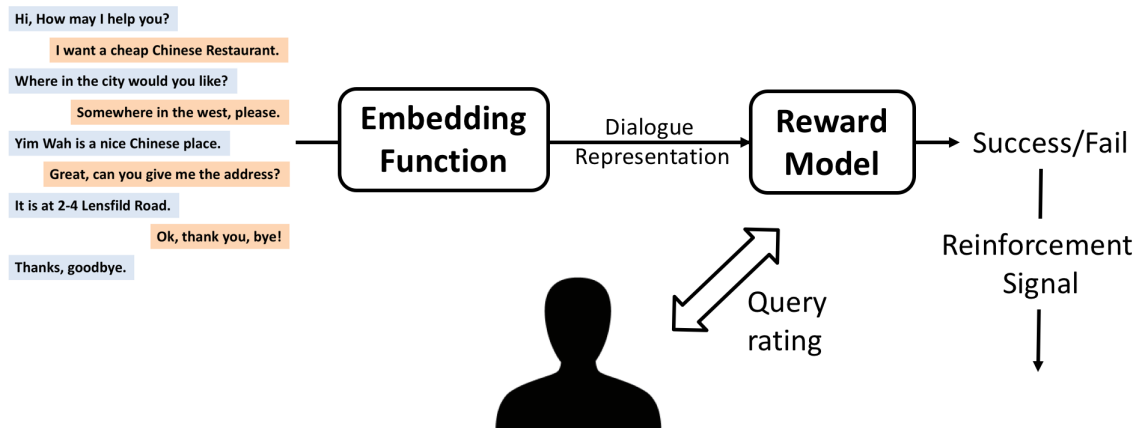 Hi, How may I help you?
I want a cheap Chinese Restaurant.
Where in the city would you like?
Somewhere in the west, please.
Yim Wah is a nice Chinese place.
Great, can you give me the address?
It is at 2-4 Lensfild Road.
Ok, thank you, bye!
Thanks, goodbye.
Embedding
Function
Dialogue
Representation
Reward
Model
Success/Fail
Reinforcement
Signal
Query
rating